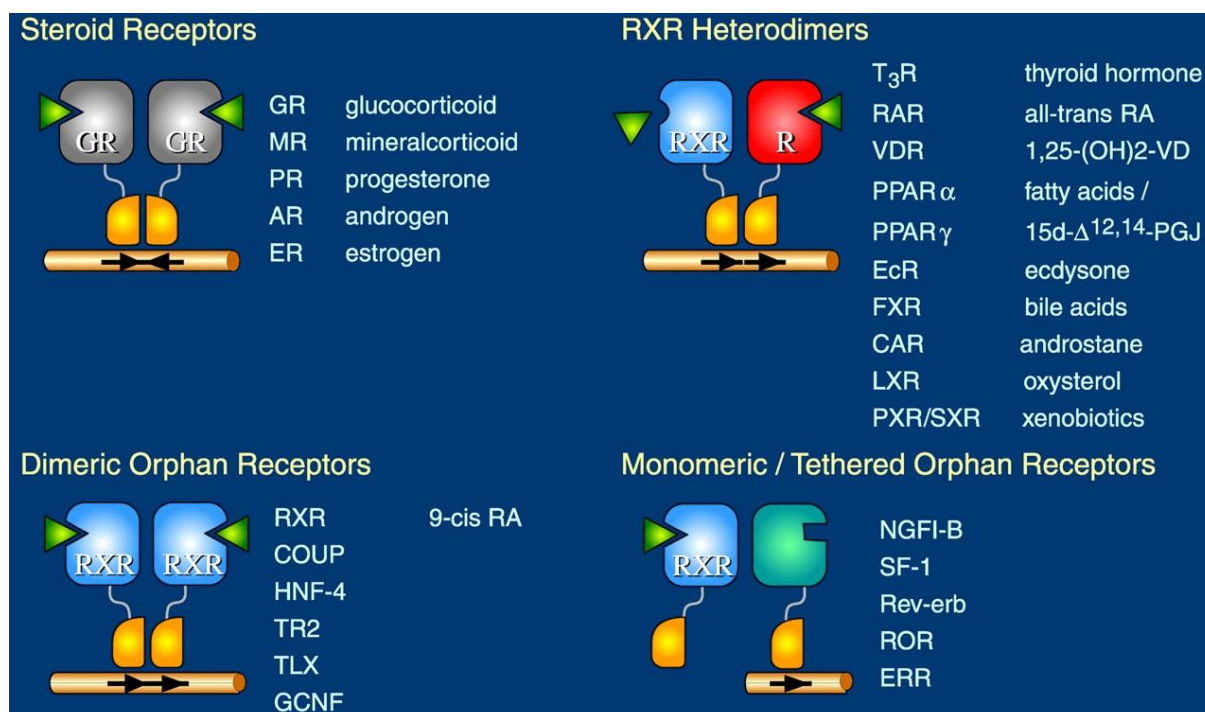 Steroid Receptors
GR GR
GR glucocorticoid
MR mineralcorticoid
PR progesterone
AR androgen
ER estrogen
RXR Heterodimers
RXR R
T₃R thyroid hormone
RAR all-trans RA
VDR 1,25-(OH)2-VD
PPAR α fatty acids /
PPAR γ 15d-Δ¹²,¹⁴-PGJ
EcR ecdysone
FXR bile acids
CAR androstane
LXR oxysterol
PXR/SXR xenobiotics
Dimeric Orphan Receptors
RXR RXR
RXR 9-cis RA
COUP
HNF-4
TR2
TLX
GCNF
Monomeric / Tethered Orphan Receptors
RXR
NGFI-B
SF-1
Rev-erb
ROR
ERR